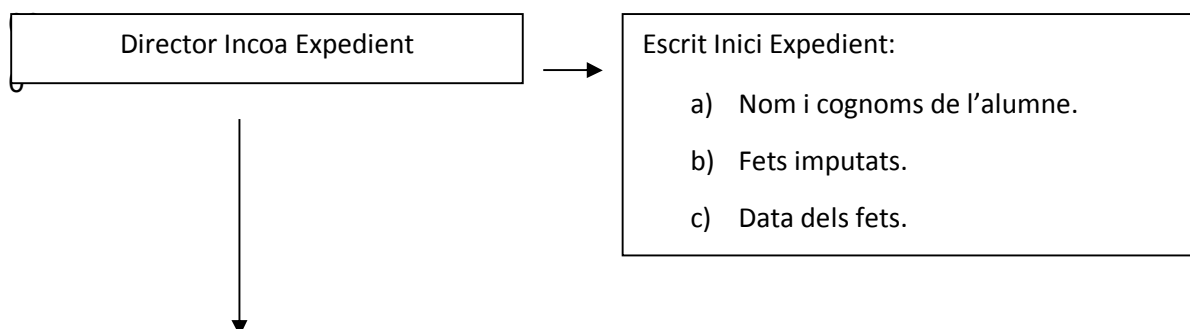 Director Incoa Expedient
Escrit Inici Expedient:
a) Nom i cognoms de l’alumne.
b) Fets imputats.
c) Data dels fets.